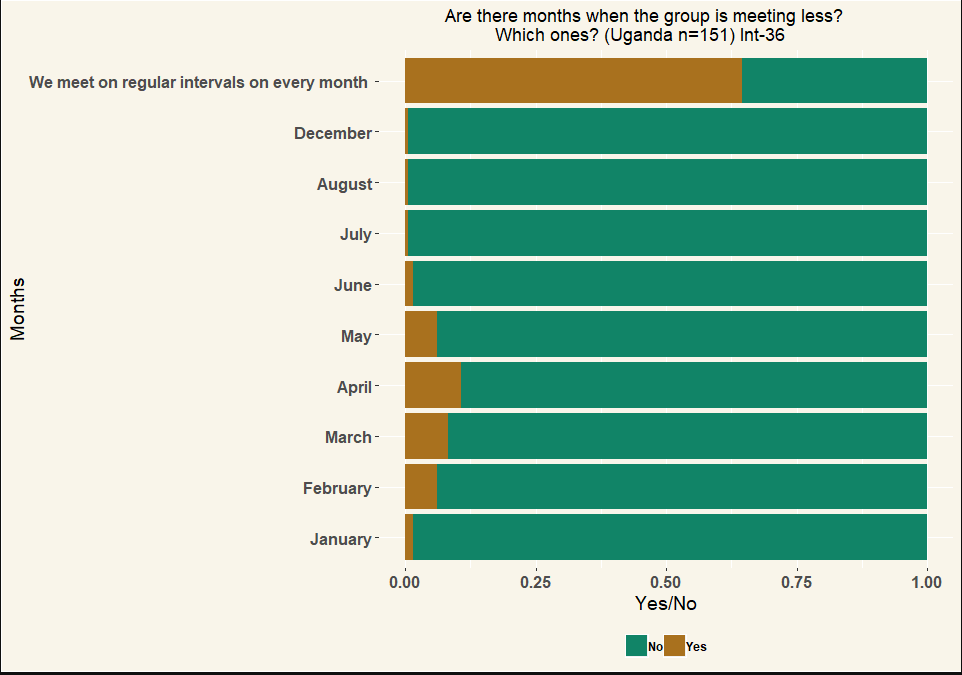 Are there months when the group is meeting less?
Which ones? (Uganda n=151) Int-36
We meet on regular intervals on every month
December
August
July
June
May
April
March
February
January
Months
0.00 0.25 0.50 0.75 1.00
Yes/No
No Yes